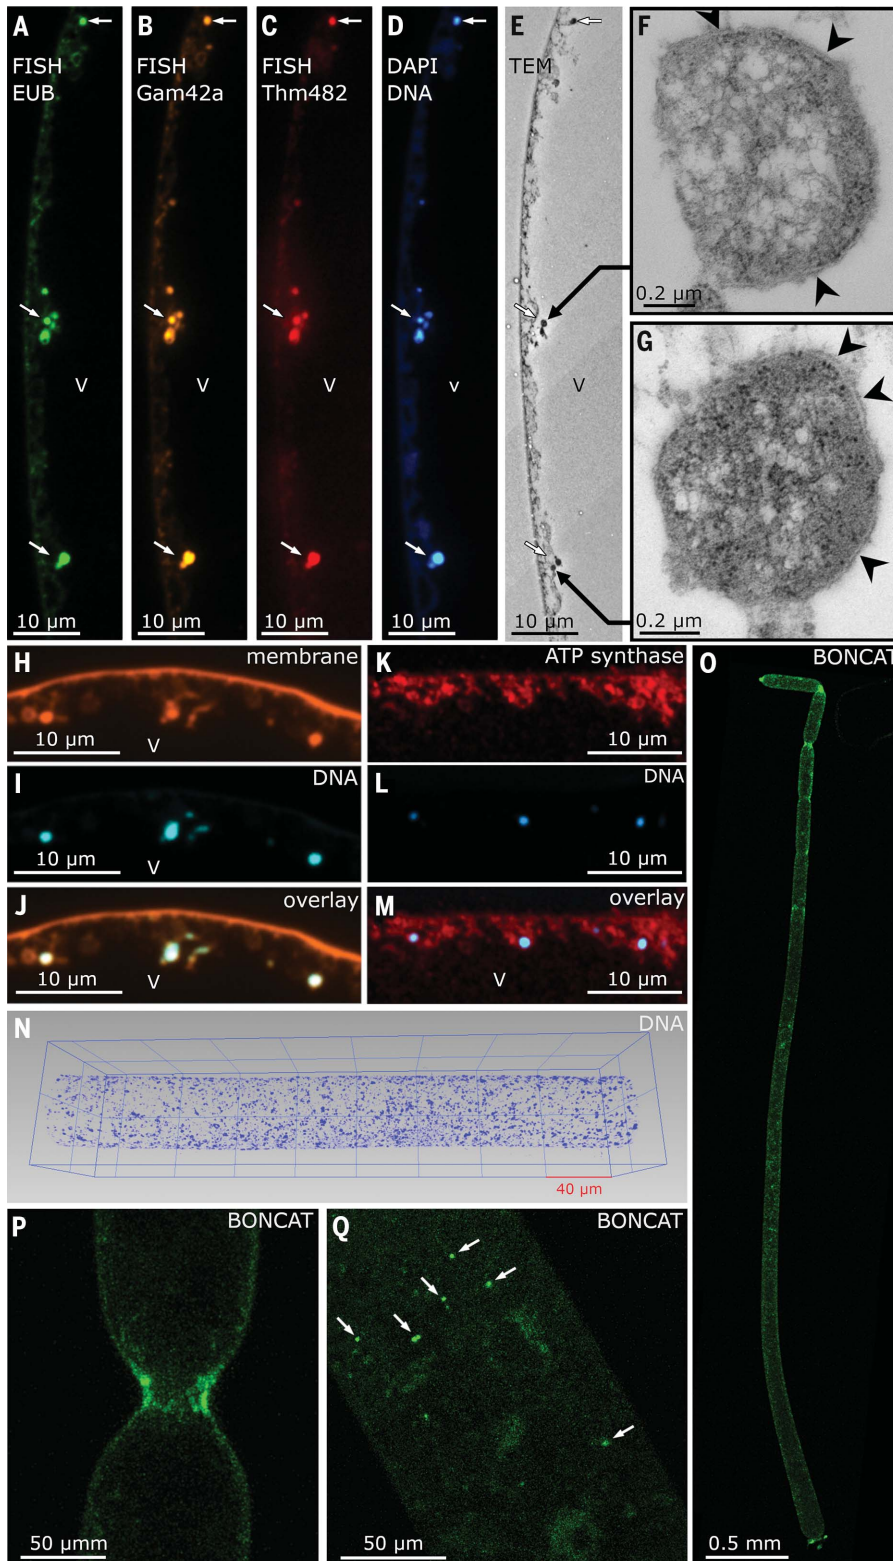 A
FISH
EUB
V
10 µm
B
FISH
Gam42a
V
10 µm
C
FISH
Thm482
V
10 µm
D
DAPI
DNA
v
10 µm
E
TEM
V
10 µm
F
0.2 µm
G
0.2 µm
H
membrane
10 µm
V
I
DNA
10 µm
V
J
overlay
10 µm
V
K
ATP synthase
10 µm
L
DNA
10 µm
M
overlay
V
10 µm
N
DNA
40 µm
O
BONCAT
0.5 mm
P
BONCAT
50 µmm
Q
BONCAT
50 µm